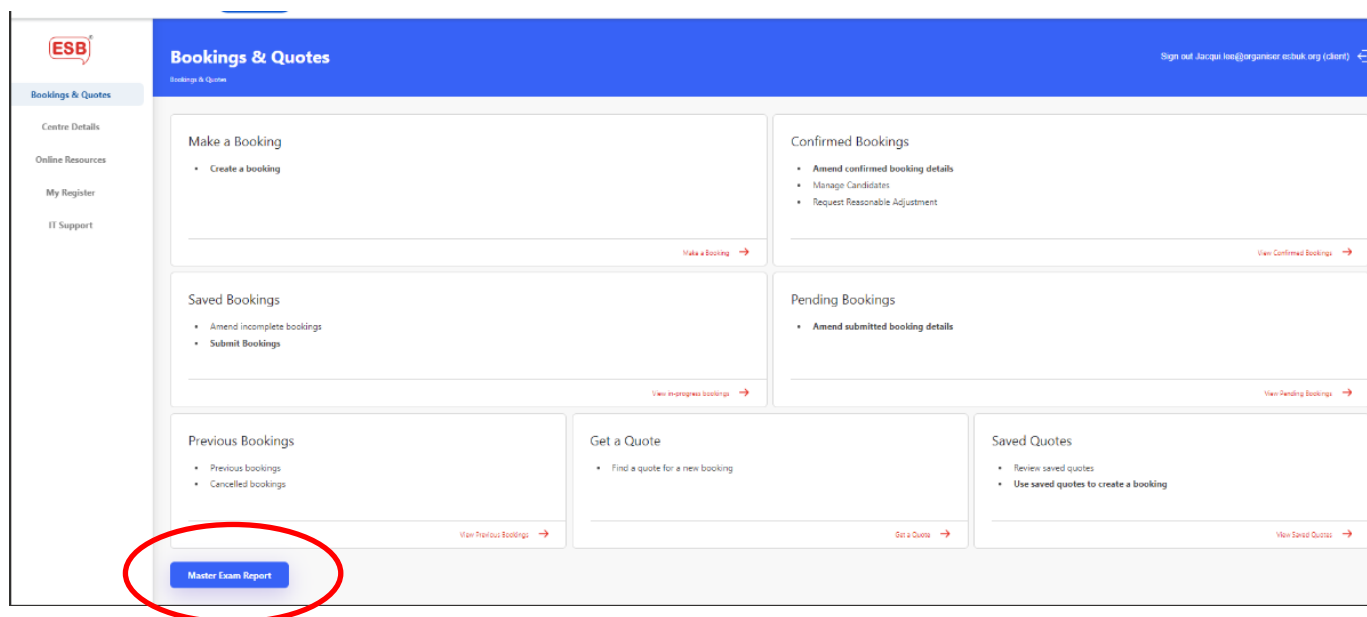 ESB
Bookings & Quotes
Sign out Jacqui.lee@organiser.esbuk.org (client)
Bookings & Quotes
Bookings & Quotes
Centre Details
Online Resources
My Register
IT Support
Make a Booking
• Create a booking
Make a Booking →
Confirmed Bookings
• Amend confirmed booking details
• Manage Candidates
• Request Reasonable Adjustment
View Confirmed Bookings →
Saved Bookings
• Amend incomplete bookings
• Submit Bookings
View in-progress bookings →
Pending Bookings
• Amend submitted booking details
View Pending Bookings →
Previous Bookings
• Previous bookings
• Cancelled bookings
View Previous Bookings →
Get a Quote
• Find a quote for a new booking
Get a Quote →
Saved Quotes
• Review saved quotes
• Use saved quotes to create a booking
View Saved Quotes →
Master Exam Report